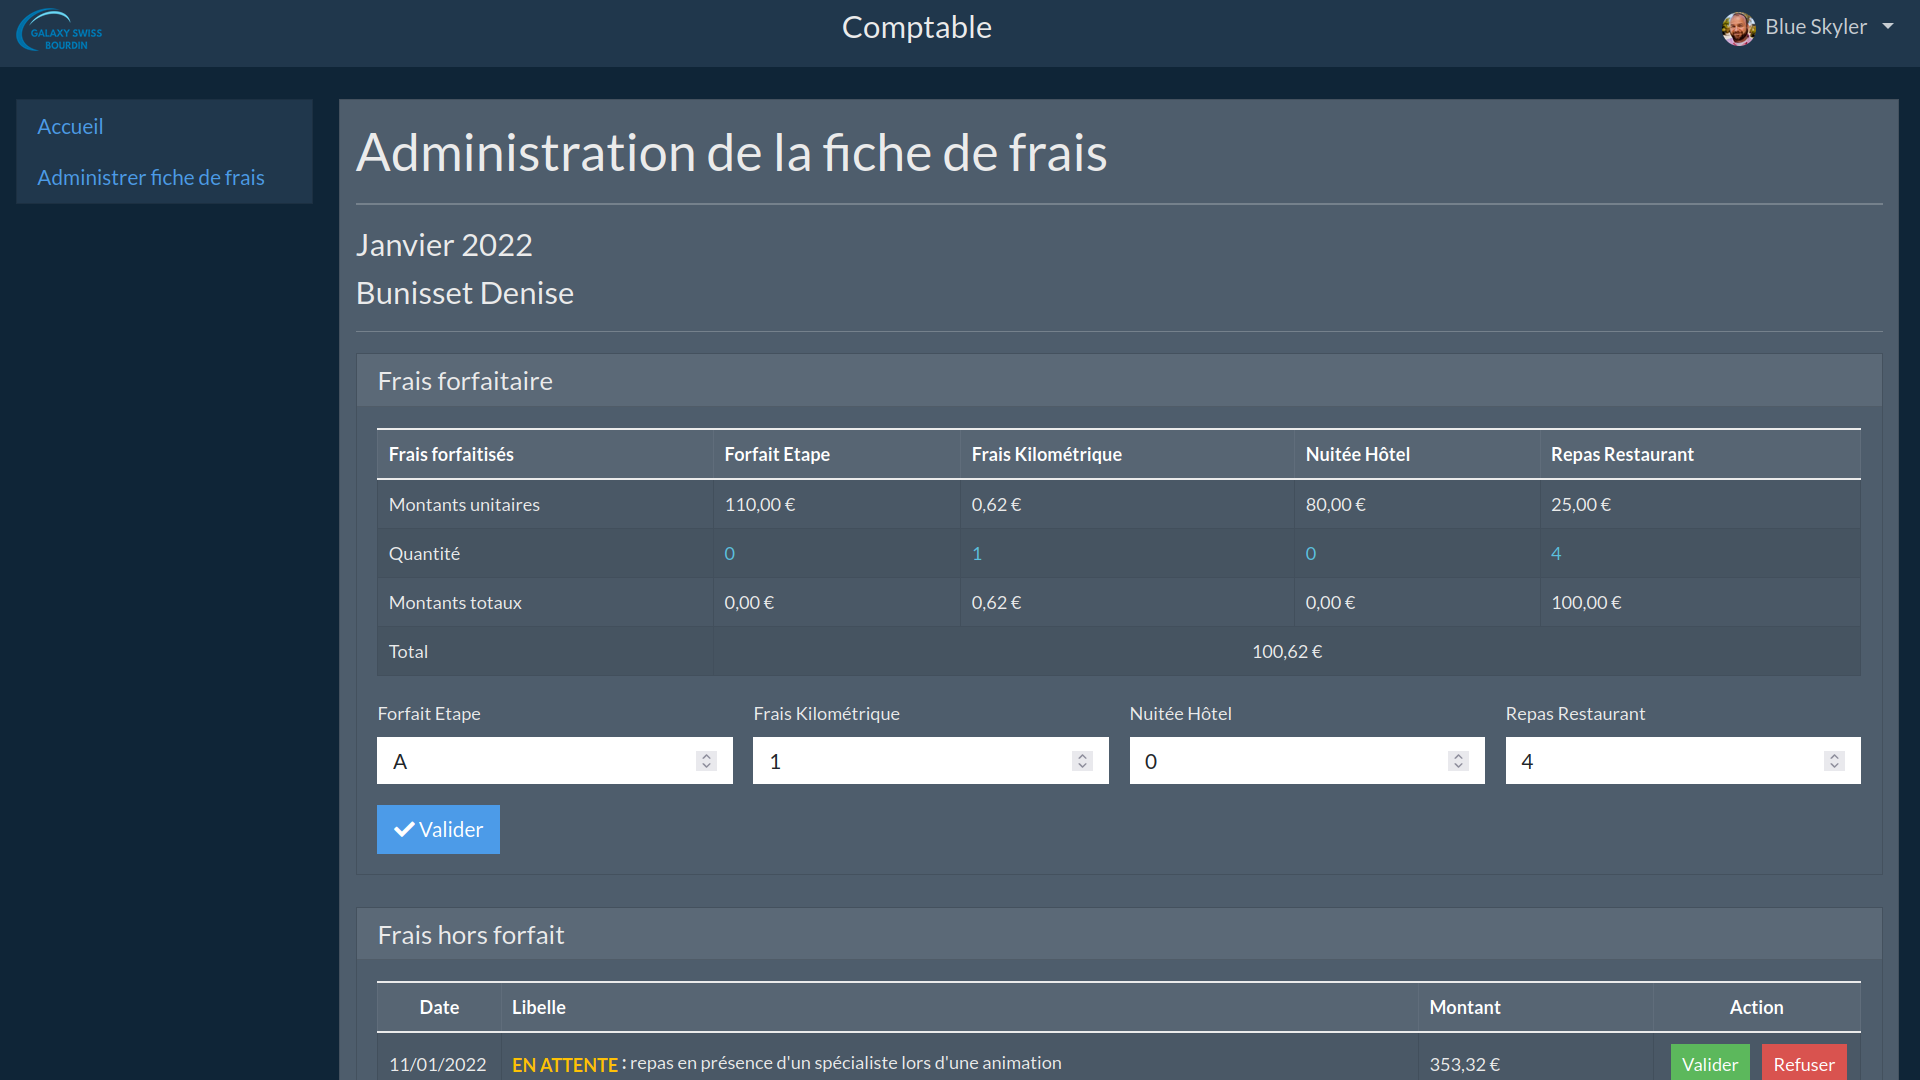 GALAXY SWISS
BOURDIN
Comptable
Blue Skyler
Accueil
Administrer fiche de frais
Administration de la fiche de frais
Janvier 2022
Bunisset Denise
Frais forfaitaire
Frais forfaitisés Forfait Etape Frais Kilométrique Nuitée Hôtel Repas Restaurant
Montants unitaires 110,00 € 0,62 € 80,00 € 25,00 €
Quantité 0 1 0 4
Montants totaux 0,00 € 0,62 € 0,00 € 100,00 €
Total 100,62 €
Forfait Etape Frais Kilométrique Nuitée Hôtel Repas Restaurant
A 1 0 4
Valider
Frais hors forfait
Date Libelle Montant Action
11/01/2022 EN ATTENTE : repas en présence d'un spécialiste lors d'une animation 353,32 € Valider Refuser